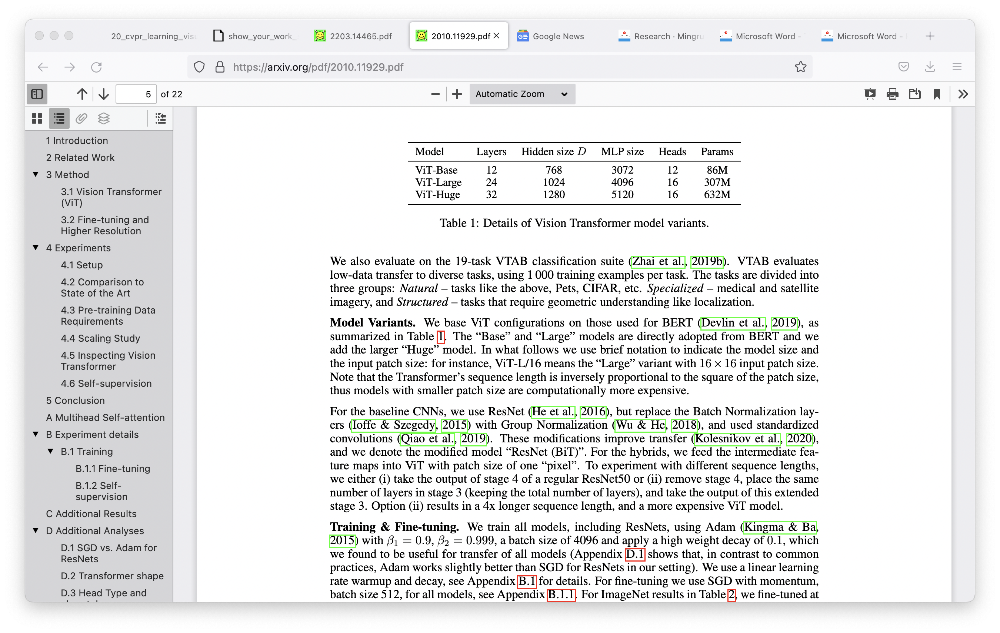 20_cvpr_learning_visu
show_your_work_
2203.14465.pdf
2010.11929.pdf
Google News
Research · Mingru
Microsoft Word -
Microsoft Word -
https://arxiv.org/pdf/2010.11929.pdf
5 of 22
Automatic Zoom
1 Introduction
2 Related Work
3 Method
3.1 Vision Transformer
(ViT)
3.2 Fine-tuning and
Higher Resolution
4 Experiments
4.1 Setup
4.2 Comparison to
State of the Art
4.3 Pre-training Data
Requirements
4.4 Scaling Study
4.5 Inspecting Vision
Transformer
4.6 Self-supervision
5 Conclusion
A Multihead Self-attention
B Experiment details
B.1 Training
B.1.1 Fine-tuning
B.1.2 Self-
supervision
C Additional Results
D Additional Analyses
D.1 SGD vs. Adam for
ResNets
D.2 Transformer shape
D.3 Head Type and
Model Layers Hidden size D MLP size Heads Params
ViT-Base 12 768 3072 12 86M
ViT-Large 24 1024 4096 16 307M
ViT-Huge 32 1280 5120 16 632M
Table 1: Details of Vision Transformer model variants.
We also evaluate on the 19-task VTAB classification suite (Zhai et al., 2019b). VTAB evaluates
low-data transfer to diverse tasks, using 1 000 training examples per task. The tasks are divided into
three groups: Natural – tasks like the above, Pets, CIFAR, etc. Specialized – medical and satellite
imagery, and Structured – tasks that require geometric understanding like localization.
Model Variants. We base ViT configurations on those used for BERT (Devlin et al., 2019), as
summarized in Table 1. The “Base” and “Large” models are directly adopted from BERT and we
add the larger “Huge” model. In what follows we use brief notation to indicate the model size and
the input patch size: for instance, ViT-L/16 means the “Large” variant with 16 × 16 input patch size.
Note that the Transformer’s sequence length is inversely proportional to the square of the patch size,
thus models with smaller patch size are computationally more expensive.
For the baseline CNNs, we use ResNet (He et al., 2016), but replace the Batch Normalization lay-
ers (Ioffe & Szegedy, 2015) with Group Normalization (Wu & He, 2018), and used standardized
convolutions (Qiao et al., 2019). These modifications improve transfer (Kolesnikov et al., 2020),
and we denote the modified model “ResNet (BiT)”. For the hybrids, we feed the intermediate fea-
ture maps into ViT with patch size of one “pixel”. To experiment with different sequence lengths,
we either (i) take the output of stage 4 of a regular ResNet50 or (ii) remove stage 4, place the same
number of layers in stage 3 (keeping the total number of layers), and take the output of this extended
stage 3. Option (ii) results in a 4x longer sequence length, and a more expensive ViT model.
Training & Fine-tuning. We train all models, including ResNets, using Adam (Kingma & Ba,
2015) with β₁ = 0.9, β₂ = 0.999, a batch size of 4096 and apply a high weight decay of 0.1, which
we found to be useful for transfer of all models (Appendix D.1 shows that, in contrast to common
practices, Adam works slightly better than SGD for ResNets in our setting). We use a linear learning
rate warmup and decay, see Appendix B.1 for details. For fine-tuning we use SGD with momentum,
batch size 512, for all models, see Appendix B.1.1. For ImageNet results in Table 2, we fine-tuned at